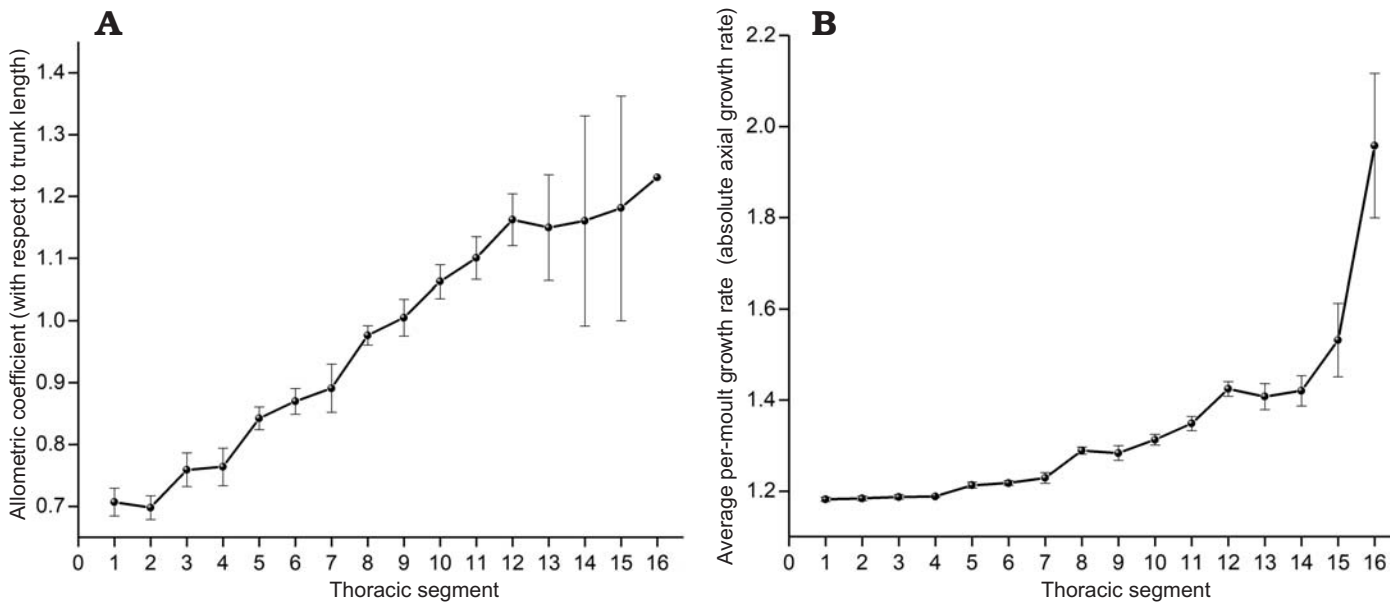 A
Allometric coefficient (with respect to trunk length)
1.4
1.3
1.2
1.1
1.0
0.9
0.8
0.7
0 1 2 3 4 5 6 7 8 9 10 11 12 13 14 15 16
Thoracic segment
B
Average per-moult growth rate (absolute axial growth rate)
2.2
2.0
1.8
1.6
1.4
1.2
0 1 2 3 4 5 6 7 8 9 10 11 12 13 14 15 16
Thoracic segment